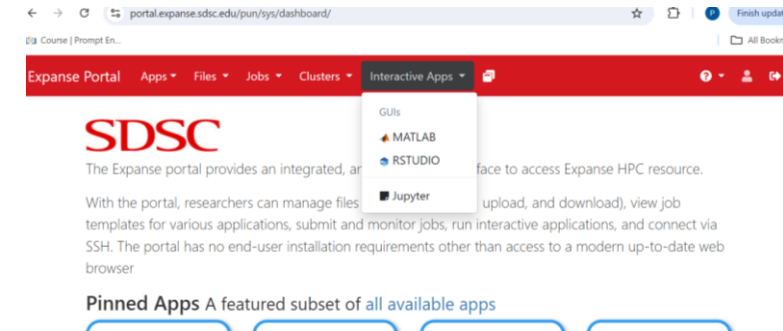 portal.expanse.sdsc.edu/pun/sys/dashboard/
P
Finish updat
Course | Prompt En...
All Bookm
Expanse Portal Apps Files Jobs Clusters Interactive Apps
GUIs
MATLAB
RSTUDIO
Jupyter
SDSC
The Expanse portal provides an integrated, an face to access Expanse HPC resource.
With the portal, researchers can manage files upload, and download), view job
templates for various applications, submit and monitor jobs, run interactive applications, and connect via
SSH. The portal has no end-user installation requirements other than access to a modern up-to-date web
browser
Pinned Apps A featured subset of all available apps